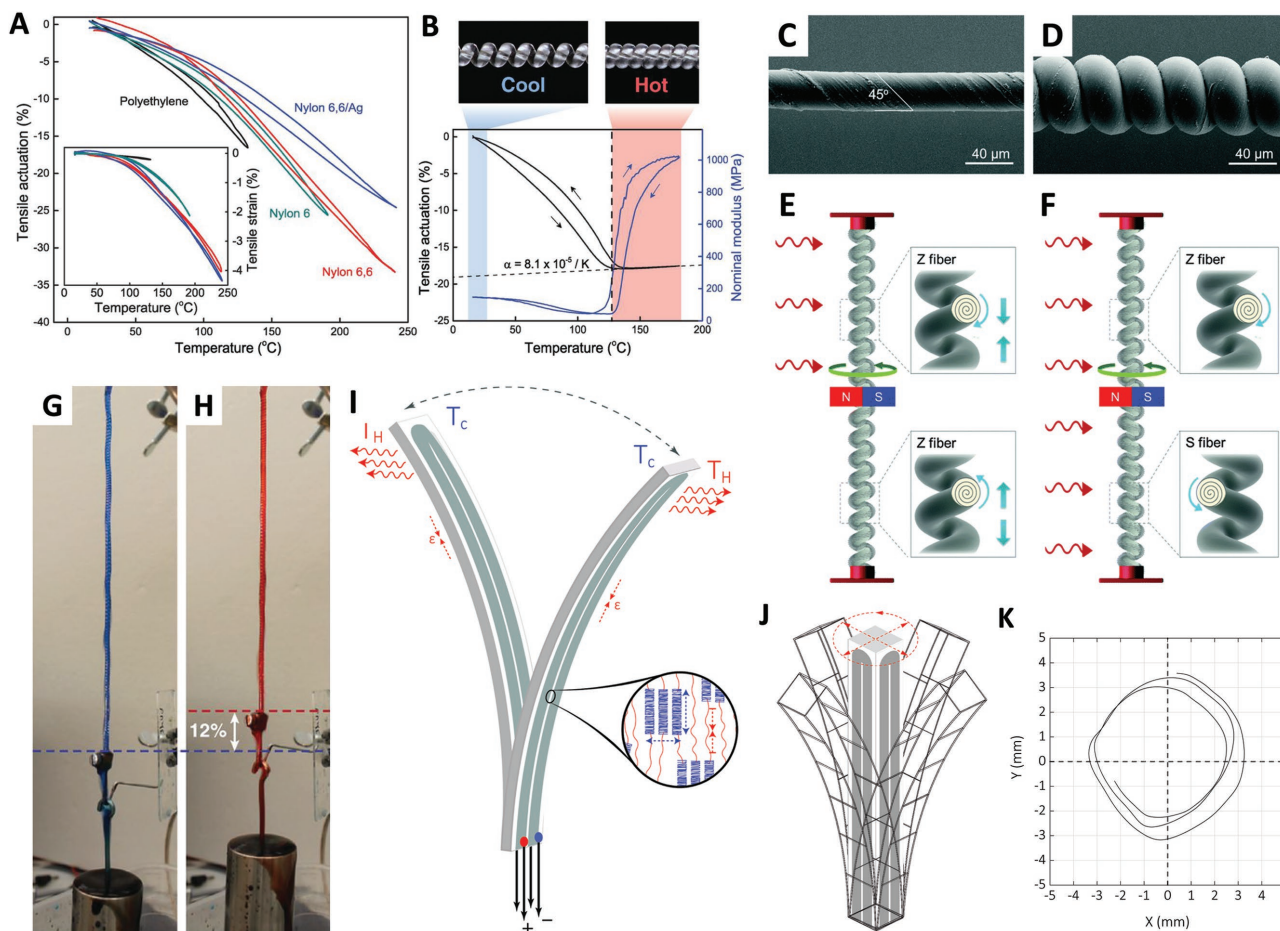 A
Tensile actuation (%)
0
-5
-10
-15
-20
-25
-30
-35
-40
0
50
100
150
200
250
Temperature (°C)
Polyethylene
Nylon 6,6/Ag
Nylon 6
Nylon 6,6
0
-1
-2
-3
-4
Tensile strain (%)
0 50 100 150 200 250
Temperature (°C)
B
Cool
Hot
Tensile actuation (%)
0
-5
-10
-15
-20
-25
0
50
100
150
200
Temperature (°C)
α = 8.1 x 10⁻⁵ / K
1000
800
600
400
200
0
Nominal modulus (MPa)
C
45°
40 µm
D
40 µm
E
Z fiber
N
S
Z fiber
F
Z fiber
N
S
S fiber
G
12%
H
I
T_C
I_H
T_C
T_H
ε
ε
+
−
J
K
Y (mm)
5
4
3
2
1
0
-1
-2
-3
-4
-5
-5 -4 -3 -2 -1 0 1 2 3 4
X (mm)